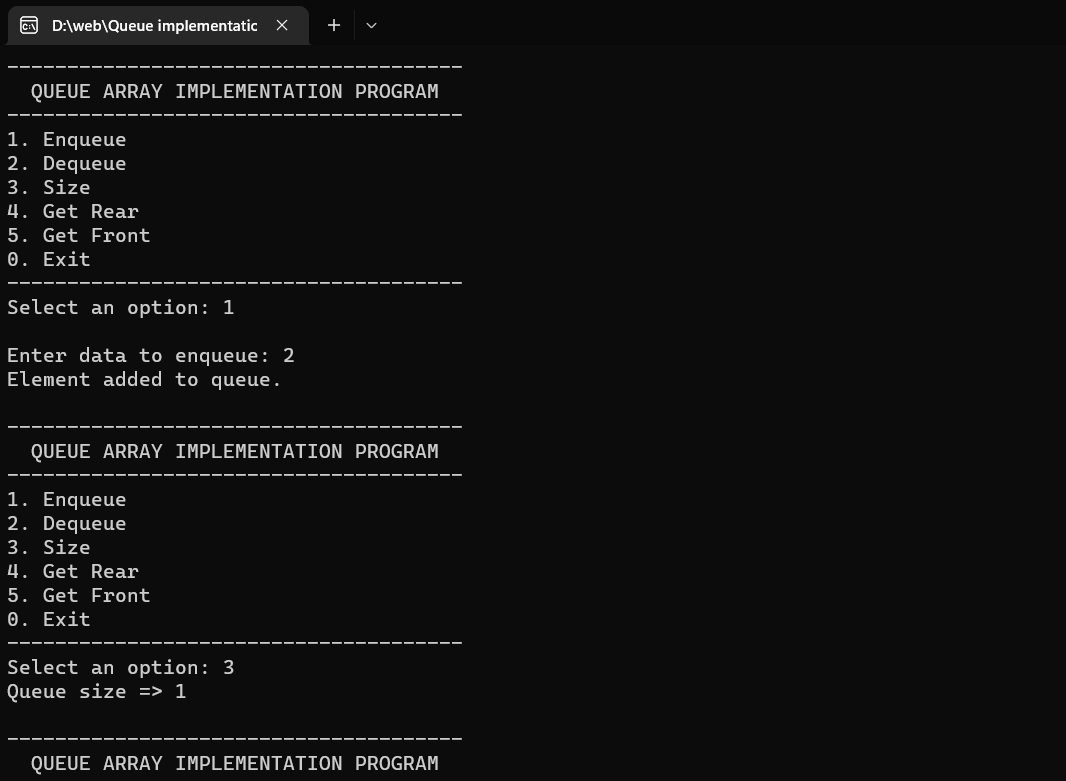 D:\web\Queue implementatic
--------------------------------------
QUEUE ARRAY IMPLEMENTATION PROGRAM
--------------------------------------
1. Enqueue
2. Dequeue
3. Size
4. Get Rear
5. Get Front
0. Exit
--------------------------------------
Select an option: 1
Enter data to enqueue: 2
Element added to queue.
--------------------------------------
QUEUE ARRAY IMPLEMENTATION PROGRAM
--------------------------------------
1. Enqueue
2. Dequeue
3. Size
4. Get Rear
5. Get Front
0. Exit
--------------------------------------
Select an option: 3
Queue size => 1
--------------------------------------
QUEUE ARRAY IMPLEMENTATION PROGRAM